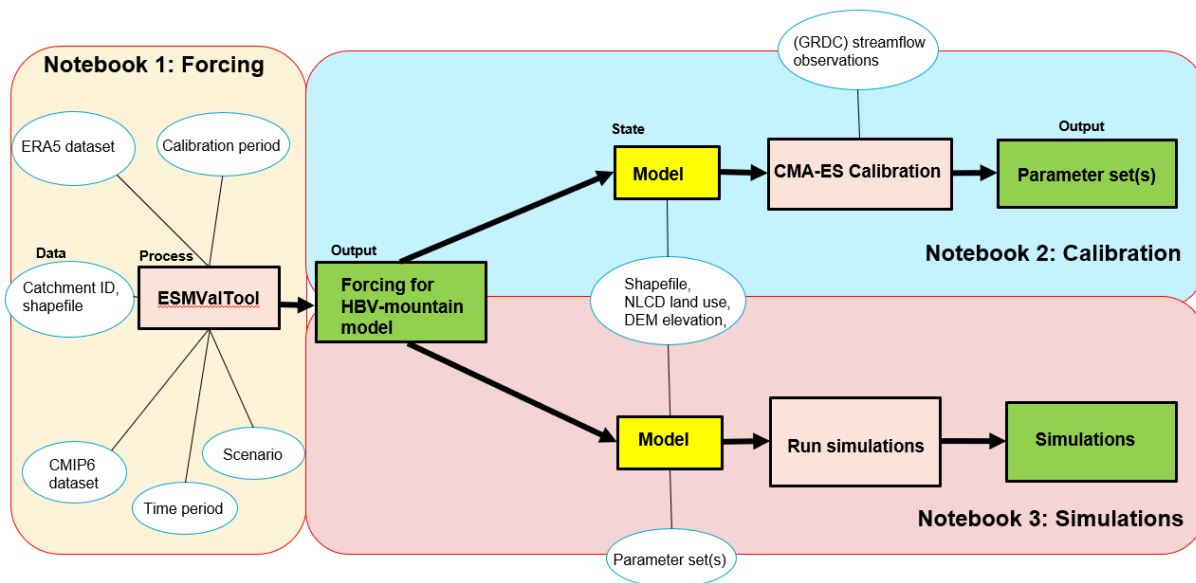 Notebook 1: Forcing
ERA5 dataset
Calibration period
Data
Process
Catchment ID,
shapefile
ESMValTool
CMIP6
dataset
Time period
Scenario
Output
Forcing for
HBV-mountain
model
(GRDC) streamflow
observations
State
Model
CMA-ES Calibration
Output
Parameter set(s)
Notebook 2: Calibration
Shapefile,
NLCD land use,
DEM elevation,
Model
Run simulations
Simulations
Notebook 3: Simulations
Parameter set(s)